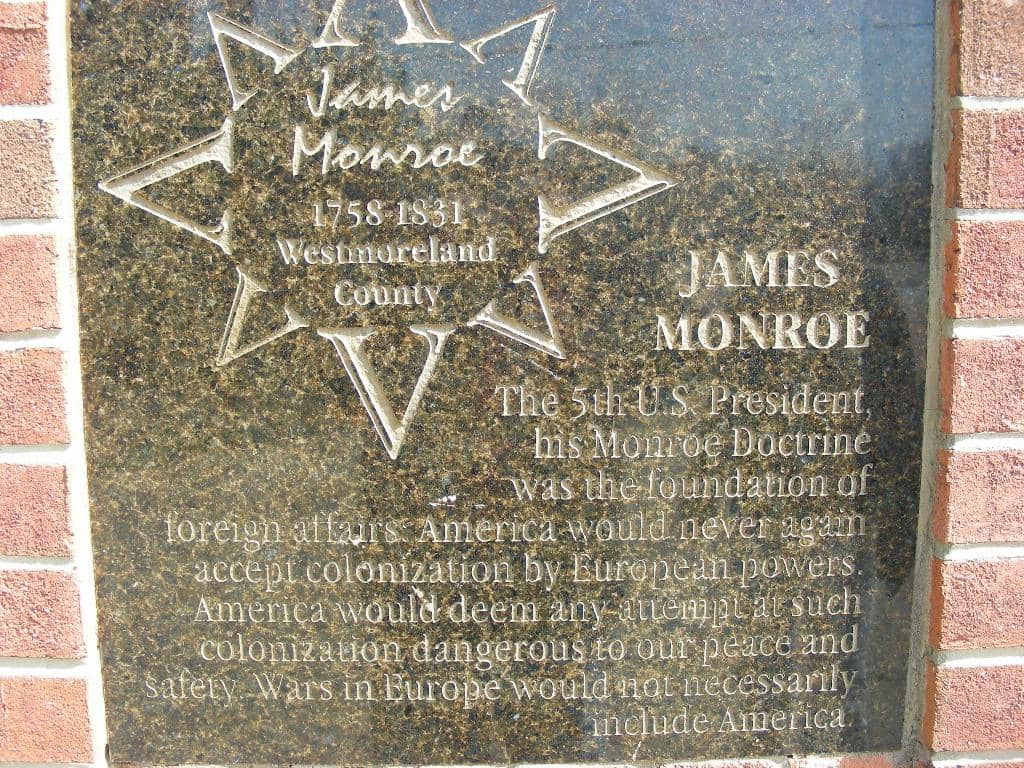 James
Monroe
1758-1831
Westmoreland
County
JAMES
MONROE
The 5th U.S. President,
his Monroe Doctrine
was the foundation of
foreign affairs. America would never again
accept colonization by European powers.
America would deem any attempt at such
colonization dangerous to our peace and
safety. Wars in Europe would not necessarily
include America.